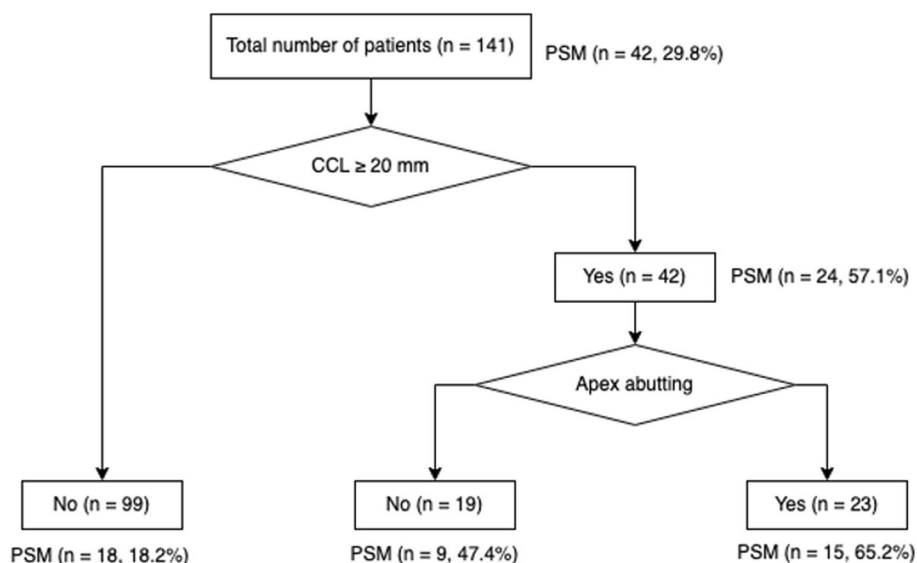 Total number of patients (n = 141)
PSM (n = 42, 29.8%)
CCL ≥ 20 mm
Yes (n = 42)
PSM (n = 24, 57.1%)
Apex abutting
No (n = 99)
No (n = 19)
Yes (n = 23)
PSM (n = 18, 18.2%)
PSM (n = 9, 47.4%)
PSM (n = 15, 65.2%)